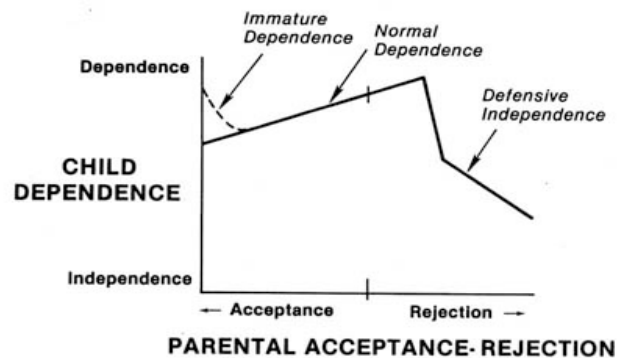 Immature
Dependence
Normal
Dependence
Dependence
Defensive
Independence
CHILD
DEPENDENCE
Independence
← Acceptance
Rejection →
PARENTAL ACCEPTANCE-REJECTION